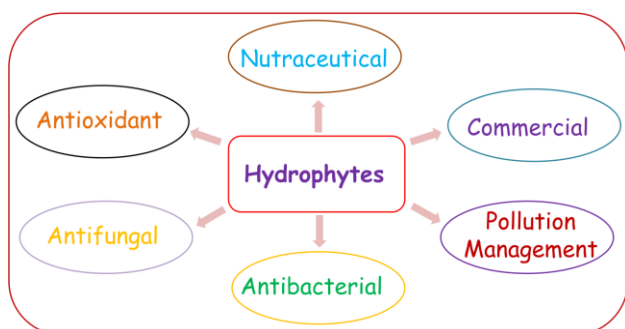 Nutraceutical
Antioxidant
Commercial
Hydrophytes
Antifungal
Pollution
Management
Antibacterial